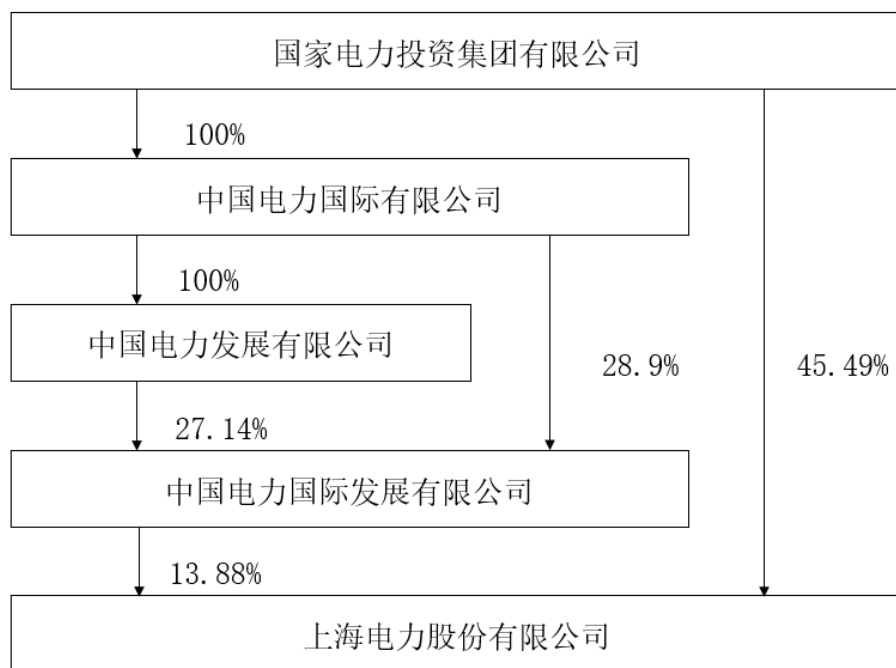 国家电力投资集团有限公司
100%
中国电力国际有限公司
100%
中国电力发展有限公司
28.9%
45.49%
27.14%
中国电力国际发展有限公司
13.88%
上海电力股份有限公司